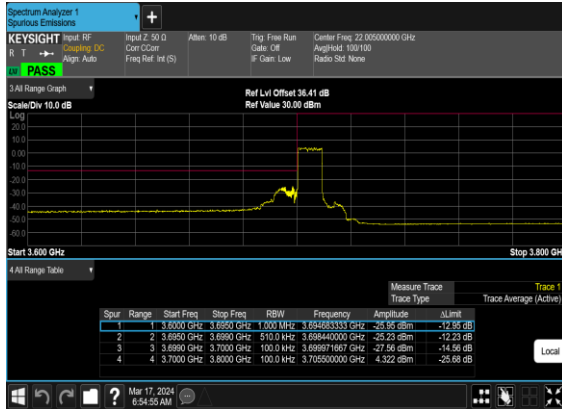 Spectrum Analyzer 1
Spurious Emissions
+
KEYSIGHT Input: RF Input Z: 50 Ω Atten: 10 dB Trig: Free Run Center Freq: 22.005000000 GHz
R T Coupling: DC Corr CCorr Gate: Off Avg|Hold: 100/100
Align: Auto Freq Ref: Int (S) IF Gain: Low Radio Std: None
PASS
3 All Range Graph
Ref Lvl Offset 36.41 dB
Scale/Div 10.0 dB Ref Value 30.00 dBm
Log
20.0
10.0
0.00
-10.0
-20.0
-30.0
-40.0
-50.0
-60.0
Start 3.600 GHz Stop 3.800 GH
4 All Range Table
Measure Trace Trace 1
Trace Type Trace Average (Active)
Spur Range Start Freq Stop Freq RBW Frequency Amplitude ΔLimit
1 1 3.6000 GHz 3.6950 GHz 1.000 MHz 3.694683333 GHz -25.95 dBm -12.95 dB
2 2 3.6950 GHz 3.6990 GHz 510.0 kHz 3.698440000 GHz -25.23 dBm -12.23 dB
3 3 3.6990 GHz 3.7000 GHz 100.0 kHz 3.699971667 GHz -27.56 dBm -14.56 dB
4 4 3.7000 GHz 3.8000 GHz 100.0 kHz 3.705500000 GHz 4.322 dBm -25.68 dB
Local
? Mar 17, 2024
6:54:55 AM